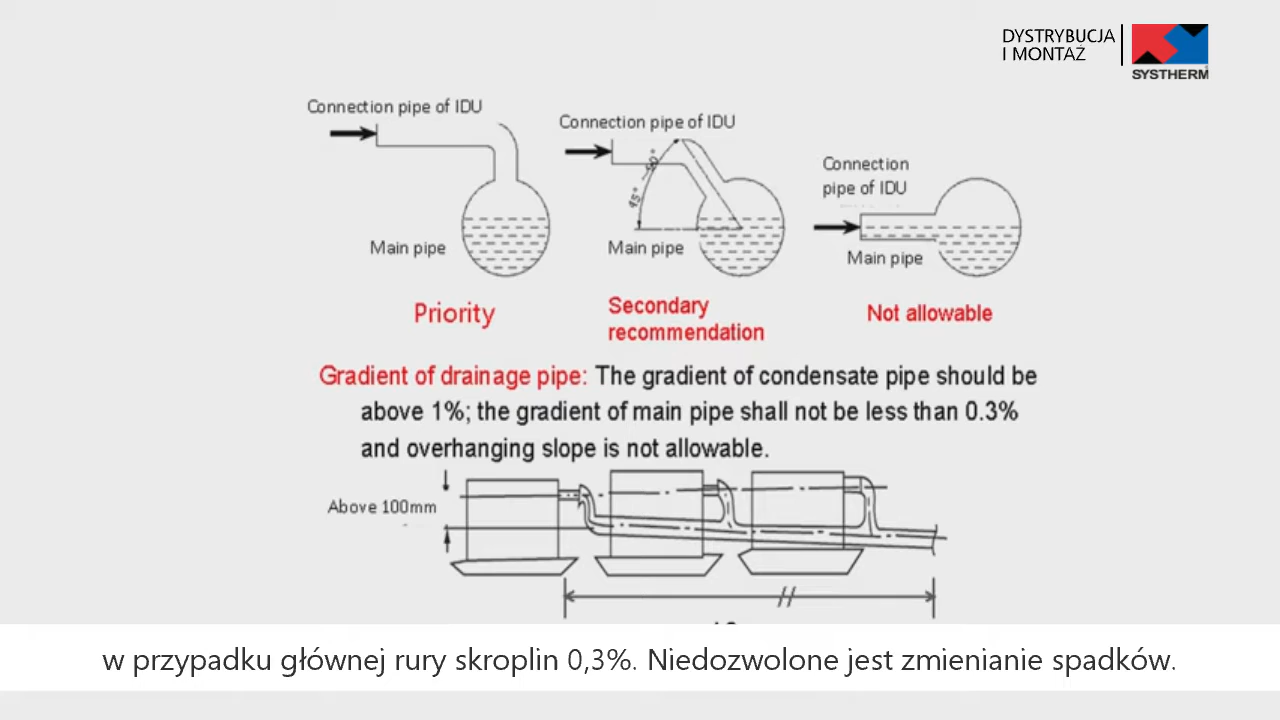 DYSTRYBUCJA
I MONTAŻ
SYSTHERM
Connection pipe of IDU
Connection pipe of IDU
Connection
pipe of IDU
45° ~ 90°
Main pipe
Main pipe
Main pipe
Priority
Secondary
recommendation
Not allowable
Gradient of drainage pipe: The gradient of condensate pipe should be
above 1%; the gradient of main pipe shall not be less than 0.3%
and overhanging slope is not allowable.
Above 100mm
w przypadku głównej rury skroplin 0,3%. Niedozwolone jest zmienianie spadków.